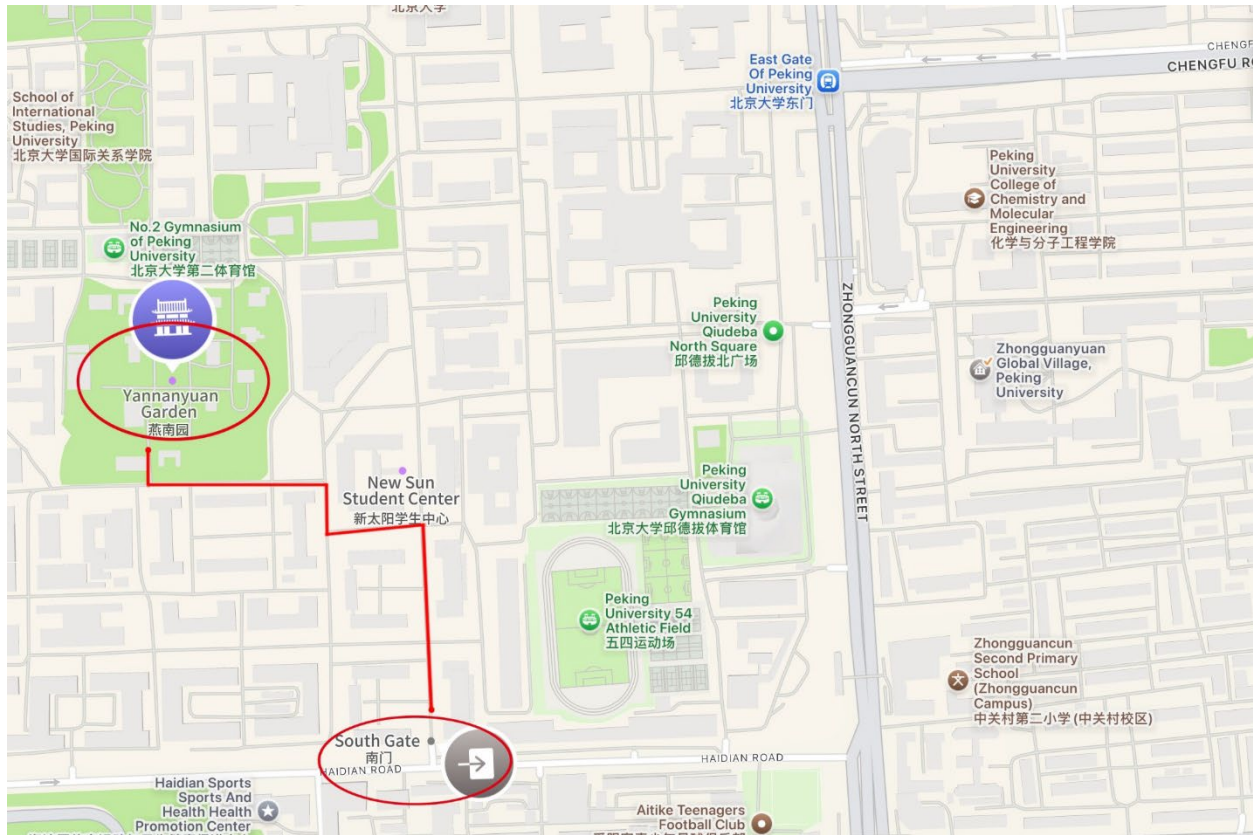 北京大学
East Gate
Of Peking
University
北京大学东门
CHENGFU
CHENGFU
School of
International
Studies, Peking
University
北京大学国际关系学院
Peking
University
College of
Chemistry and
Molecular
Engineering
化学与分子工程学院
No.2 Gymnasium
of Peking
University
北京大学第二体育馆
Peking
University
Qiudeba
North Square
邱德拔北广场
ZHONGGUANCUN NORTH STREET
Zhongguanyuan
Global Village,
Peking
University
Yannanyuan
Garden
燕南园
New Sun
Student Center
新太阳学生中心
Peking
University
Qiudeba
Gymnasium
北京大学邱德拔体育馆
Peking
University 54
Athletic Field
五四运动场
Zhongguancun
Second Primary
School
(Zhongguancun
Campus)
中关村第二小学 (中关村校区)
South Gate
南门
HAIDIAN ROAD
HAIDIAN ROAD
Haidian Sports
Sports And
Health Health
Promotion Center
Aitike Teenagers
Football Club